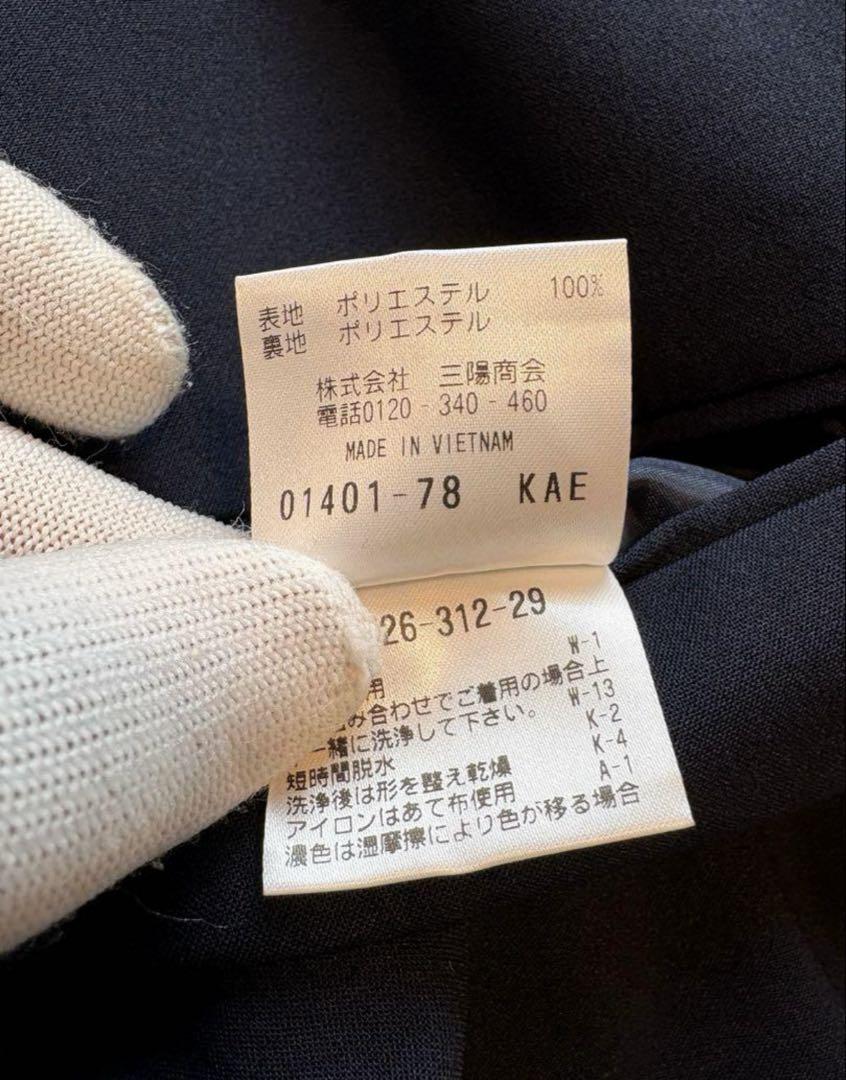 表地 ポリエステル 100%
裏地 ポリエステル
株式会社 三陽商会
電話0120-340-460
MADE IN VIETNAM
01401-78 KAE
26-312-29
用 W-1
み合わせでご着用の場合上
一緒に洗浄して下さい。 W-13
短時間脱水 K-2
洗浄後は形を整え乾燥 K-4
アイロンはあて布使用 A-1
濃色は湿摩擦により色が移る場合